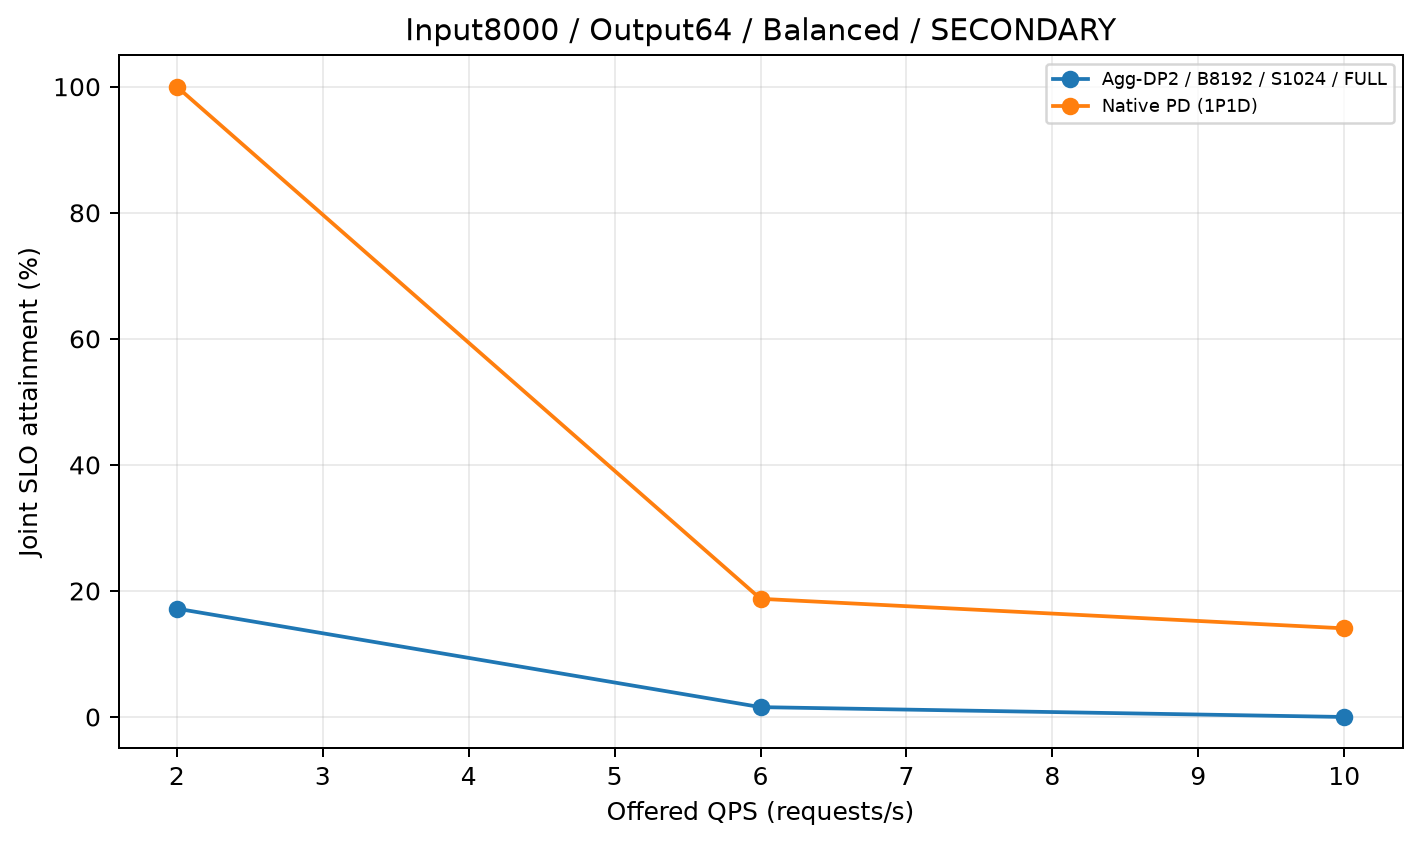 Input8000 / Output64 / Balanced / SECONDARY
Agg-DP2 / B8192 / S1024 / FULL
Native PD (1P1D)
Joint SLO attainment (%)
100
80
60
40
20
0
2 3 4 5 6 7 8 9 10
Offered QPS (requests/s)